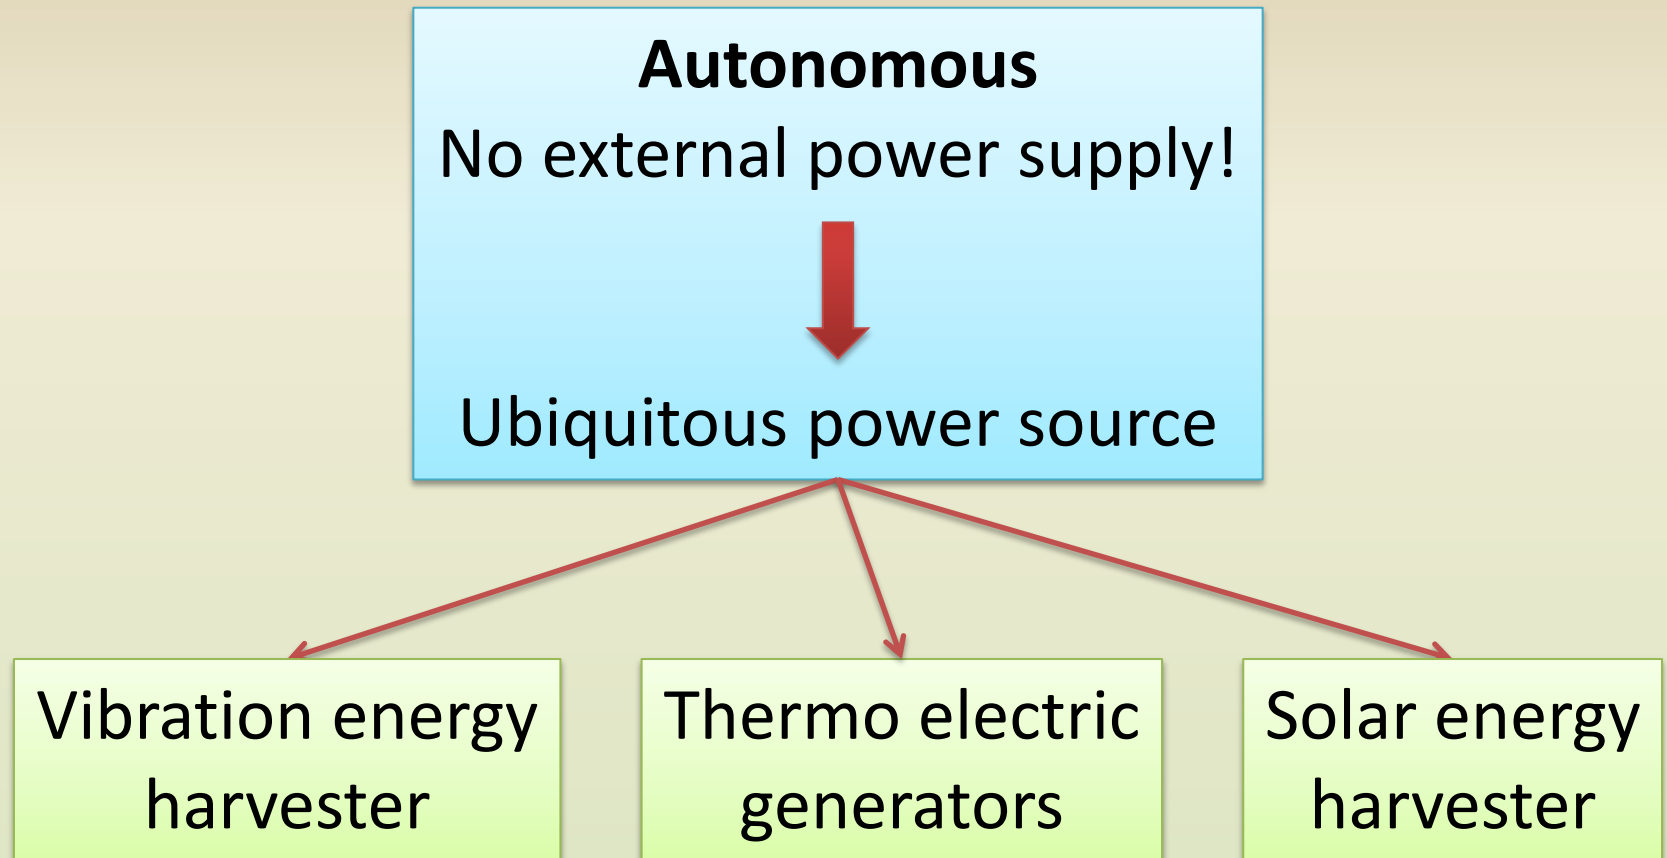 Autonomous
No external power supply!
Ubiquitous power source
Vibration energy
harvester
Thermo electric
generators
Solar energy
harvester